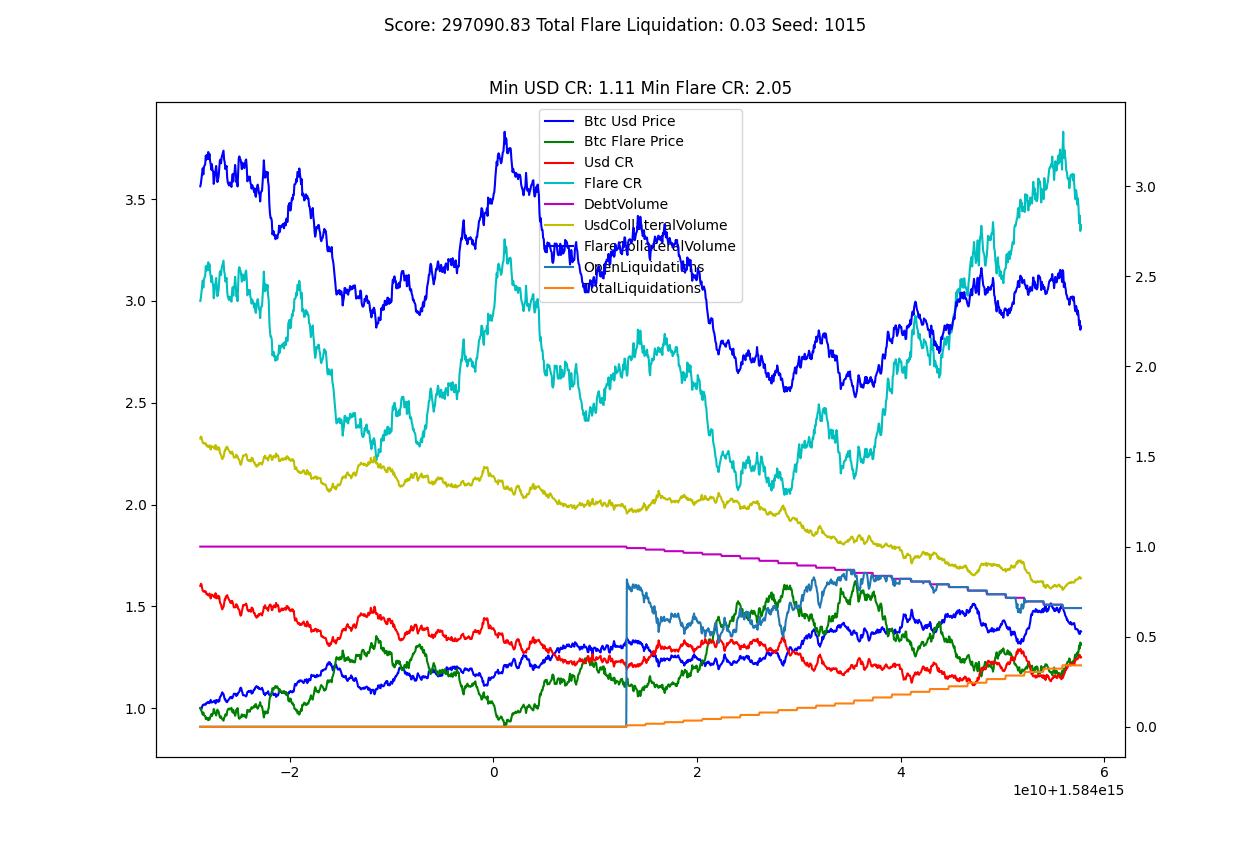 Score: 297090.83 Total Flare Liquidation: 0.03 Seed: 1015
Min USD CR: 1.11 Min Flare CR: 2.05
Btc Usd Price
Btc Flare Price
Usd CR
Flare CR
DebtVolume
UsdCollateralVolume
FlareCollateralVolume
OpenLiquidations
TotalLiquidations
3.5
3.0
2.5
2.0
1.5
1.0
3.0
2.5
2.0
1.5
1.0
0.5
0.0
−2
0
2
4
6
1e10+1.584e15